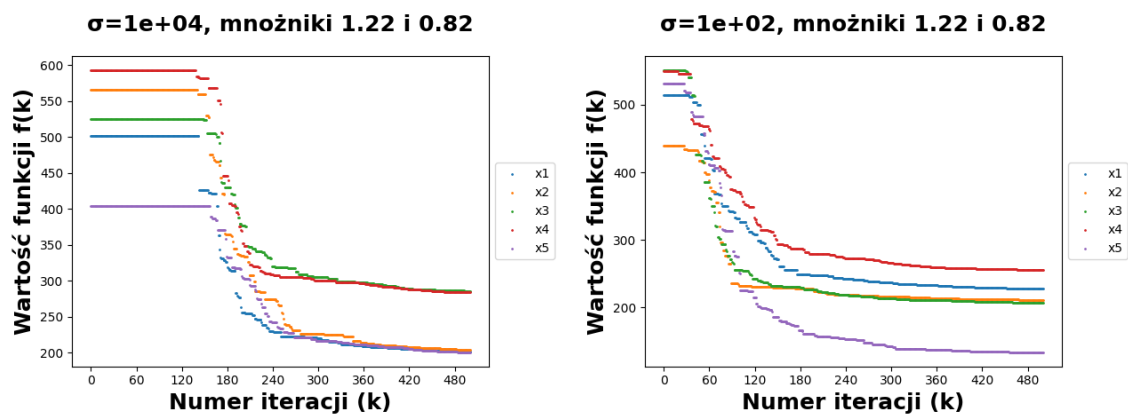 σ=1e+04, mnożniki 1.22 i 0.82
Wartość funkcji f(k)
600
550
500
450
400
350
300
250
200
0 60 120 180 240 300 360 420 480
Numer iteracji (k)
x1
x2
x3
x4
x5
σ=1e+02, mnożniki 1.22 i 0.82
Wartość funkcji f(k)
500
400
300
200
0 60 120 180 240 300 360 420 480
Numer iteracji (k)
x1
x2
x3
x4
x5